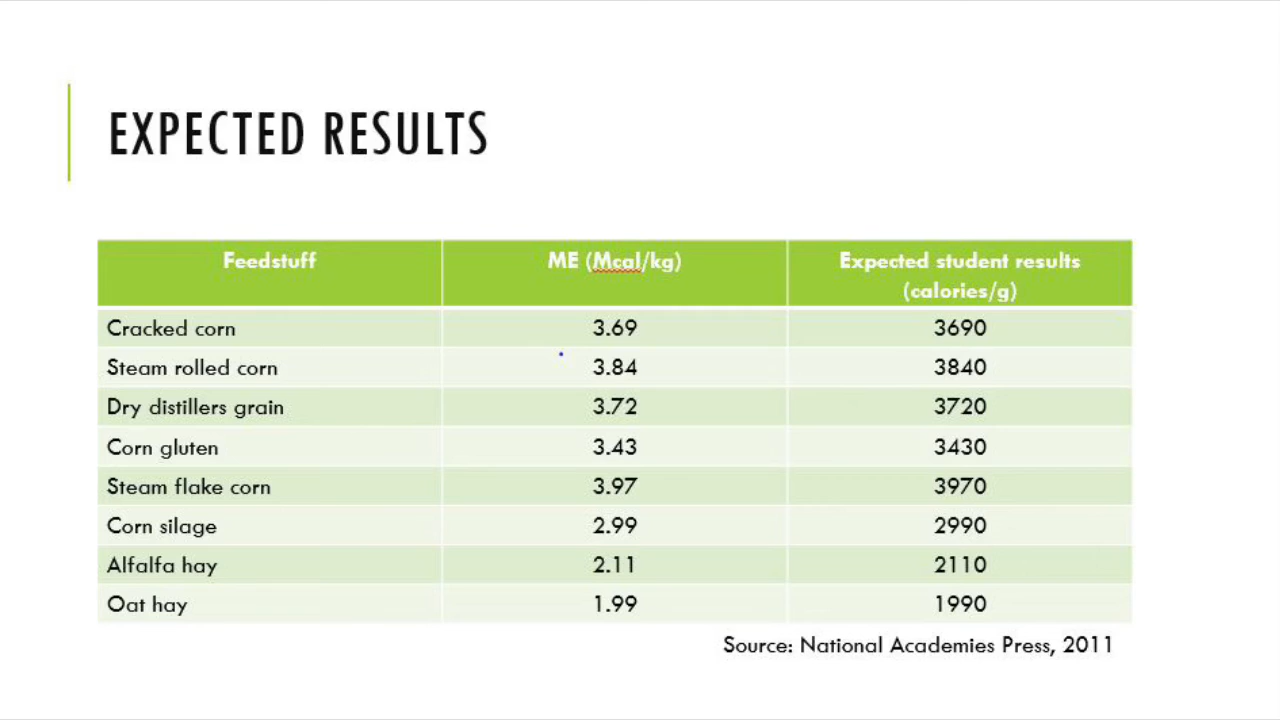 EXPECTED RESULTS
Feedstuff ME (Mcal/kg) Expected student results
(calories/g)
Cracked corn 3.69 3690
Steam rolled corn 3.84 3840
Dry distillers grain 3.72 3720
Corn gluten 3.43 3430
Steam flake corn 3.97 3970
Corn silage 2.99 2990
Alfalfa hay 2.11 2110
Oat hay 1.99 1990
Source: National Academies Press, 2011